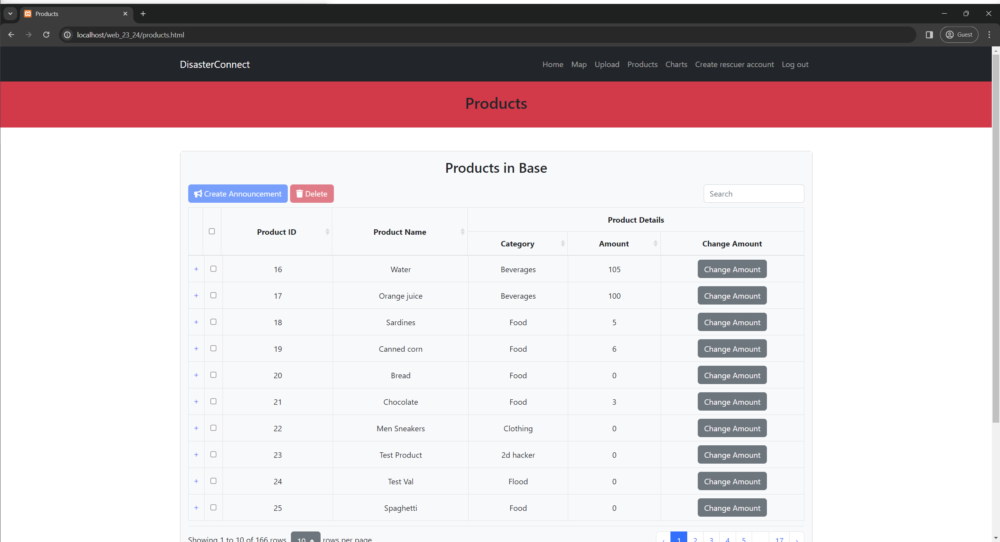 Products
localhost/web_23_24/products.html
Guest
DisasterConnect
Home Map Upload Products Charts Create rescuer account Log out
Products
Products in Base
Create Announcement Delete Search
Product Details
Product ID Product Name
Category Amount Change Amount
+ 16 Water Beverages 105 Change Amount
+ 17 Orange juice Beverages 100 Change Amount
+ 18 Sardines Food 5 Change Amount
+ 19 Canned corn Food 6 Change Amount
+ 20 Bread Food 0 Change Amount
+ 21 Chocolate Food 3 Change Amount
+ 22 Men Sneakers Clothing 0 Change Amount
+ 23 Test Product 2d hacker 0 Change Amount
+ 24 Test Val Flood 0 Change Amount
+ 25 Spaghetti Food 0 Change Amount
Showing 1 to 10 of 166 rows 10 rows per page ‹ 1 2 3 4 5 17 ›